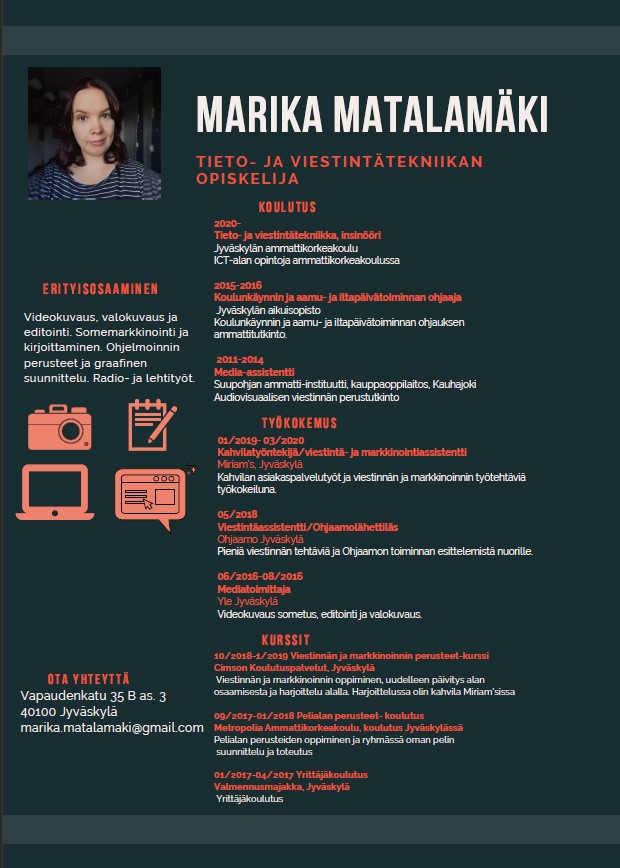 MARIKA MATALAMÄKI
TIETO- JA VIESTINTÄTEKNIIKAN
OPISKELIJA
KOULUTUS
2020-
Tieto- ja viestintätekniikka, insinööri
Jyväskylän ammattikorkeakoulu
ICT-alan opintoja ammattikorkeakoulussa
2015-2016
Koulunkäynnin ja aamu- ja iltapäivätoiminnan ohjaaja
Jyväskylän aikuisopisto
Koulunkäynnin ja aamu- ja iltapäivätoiminnan ohjauksen
ammattitutkinto.
2011-2014
Media-assistentti
Suupohjan ammatti-instituutti, kauppaoppilaitos, Kauhajoki
Audiovisuaalisen viestinnän perustutkinto
TYÖKOKEMUS
01/2019- 03/2020
Kahvilatyöntekijä/viestintä- ja markkinointiassistentti
Miriam's, Jyväskylä
Kahvilan asiakaspalvelutyöt ja viestinnän ja markkinoinnin työtehtäviä
työkokeiluna.
05/2018
Viestintäassistentti/Ohjaamolähettiläs
Ohjaamo Jyväskylä
Pieniä viestinnän tehtäviä ja Ohjaamon toiminnan esittelemistä nuorille.
06/2016-08/2016
Mediatoimittaja
Yle Jyväskylä
Videokuvaus sometus, editointi ja valokuvaus.
KURSSIT
10/2018-1/2019 Viestinnän ja markkinoinnin perusteet-kurssi
Cimson Koulutuspalvelut, Jyväskylä
Viestinnän ja markkinoinnin oppiminen, uudelleen päivitys alan
osaamisesta ja harjoittelu alalla. Harjoittelussa olin kahvila Miriam'sissa
09/2017-01/2018 Pelialan perusteet- koulutus
Metropolia Ammattikorkeakoulu, koulutus Jyväskylässä
Pelialan perusteiden oppiminen ja ryhmässä oman pelin
suunnittelu ja toteutus
01/2017-04/2017 Yrittäjäkoulutus
Valmennusmajakka, Jyväskylä
Yrittäjäkoulutus
ERITYISOSAAMINEN
Videokuvaus, valokuvaus ja
editointi. Somemarkkinointi ja
kirjoittaminen. Ohjelmoinnin
perusteet ja graafinen
suunnittelu. Radio- ja lehtityöt.
OTA YHTEYTTÄ
Vapaudenkatu 35 B as. 3
40100 Jyväskylä
marika.matalamaki@gmail.com